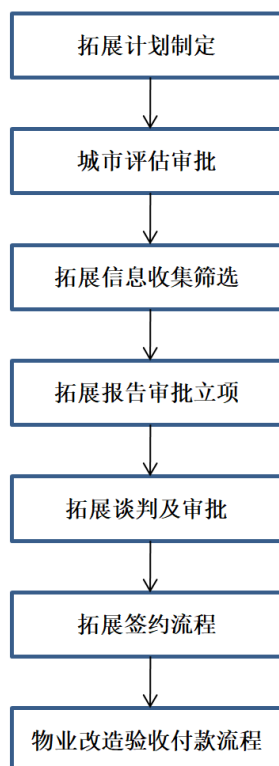 拓展计划制定
城市评估审批
拓展信息收集筛选
拓展报告审批立项
拓展谈判及审批
拓展签约流程
物业改造验收付款流程